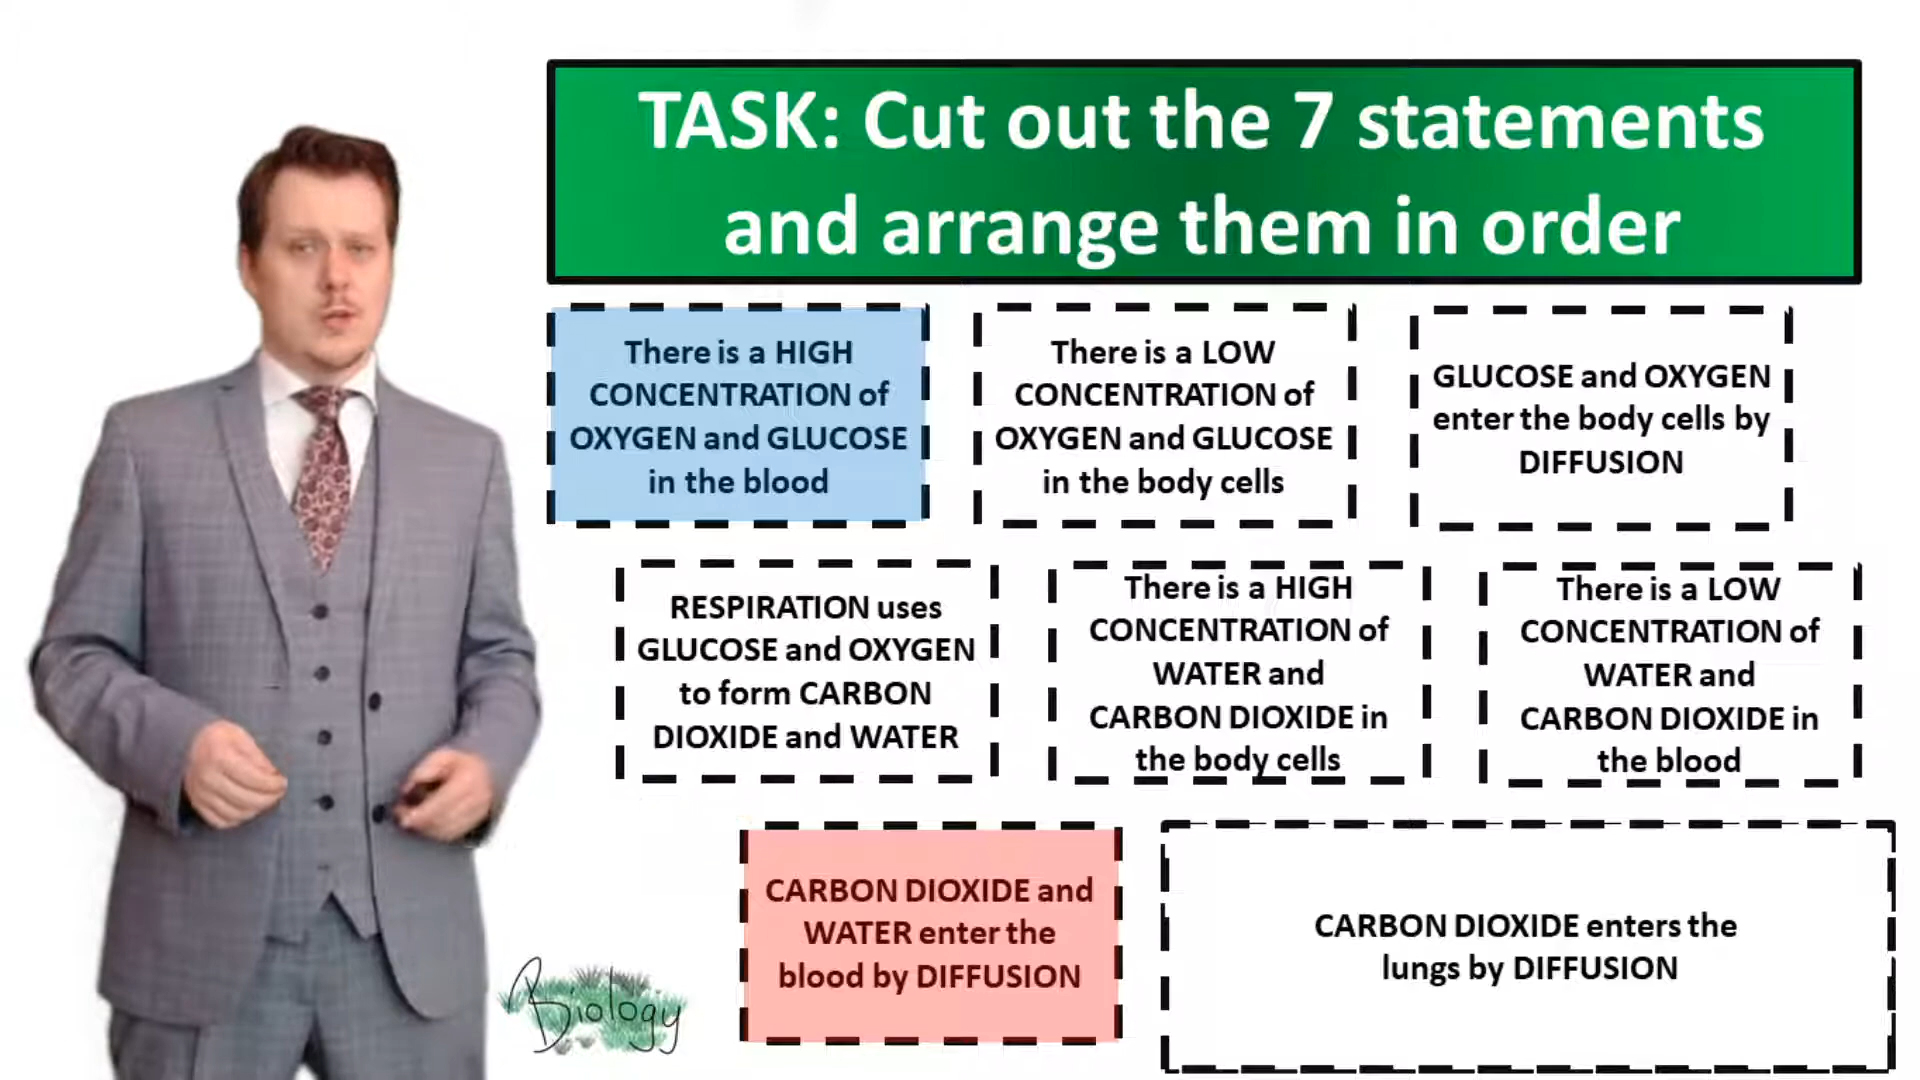 TASK: Cut out the 7 statements
and arrange them in order
There is a HIGH
CONCENTRATION of
OXYGEN and GLUCOSE
in the blood
There is a LOW
CONCENTRATION of
OXYGEN and GLUCOSE
in the body cells
GLUCOSE and OXYGEN
enter the body cells by
DIFFUSION
RESPIRATION uses
GLUCOSE and OXYGEN
to form CARBON
DIOXIDE and WATER
There is a HIGH
CONCENTRATION of
WATER and
CARBON DIOXIDE in
the body cells
There is a LOW
CONCENTRATION of
WATER and
CARBON DIOXIDE in
the blood
CARBON DIOXIDE and
WATER enter the
blood by DIFFUSION
CARBON DIOXIDE enters the
lungs by DIFFUSION
Biology